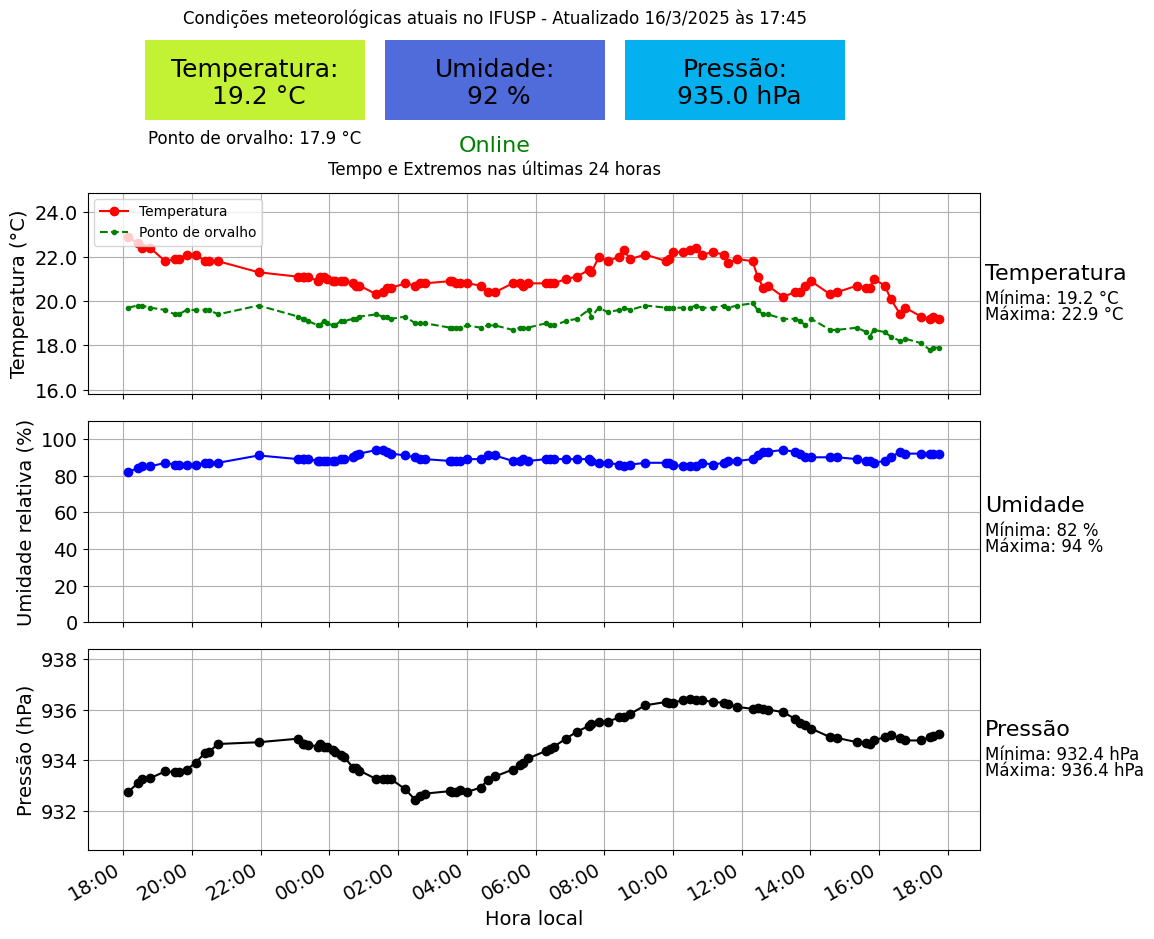 Condições meteorológicas atuais no IFUSP - Atualizado 16/3/2025 às 17:45
Temperatura:
19.2 °C
Umidade:
92 %
Pressão:
935.0 hPa
Ponto de orvalho: 17.9 °C
Online
Tempo e Extremos nas últimas 24 horas
Temperatura (°C)
24.0
22.0
20.0
18.0
16.0
Temperatura
Ponto de orvalho
Temperatura
Mínima: 19.2 °C
Máxima: 22.9 °C
Umidade relativa (%)
100
80
60
40
20
0
Umidade
Mínima: 82 %
Máxima: 94 %
Pressão (hPa)
938
936
934
932
Pressão
Mínima: 932.4 hPa
Máxima: 936.4 hPa
18:00 20:00 22:00 00:00 02:00 04:00 06:00 08:00 10:00 12:00 14:00 16:00 18:00
Hora local